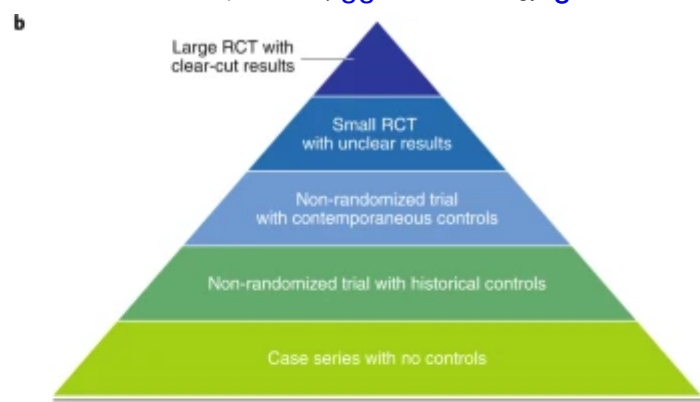 b
Large RCT with
clear-cut results
Small RCT
with unclear results
Non-randomized trial
with contemporaneous controls
Non-randomized trial with historical controls
Case series with no controls